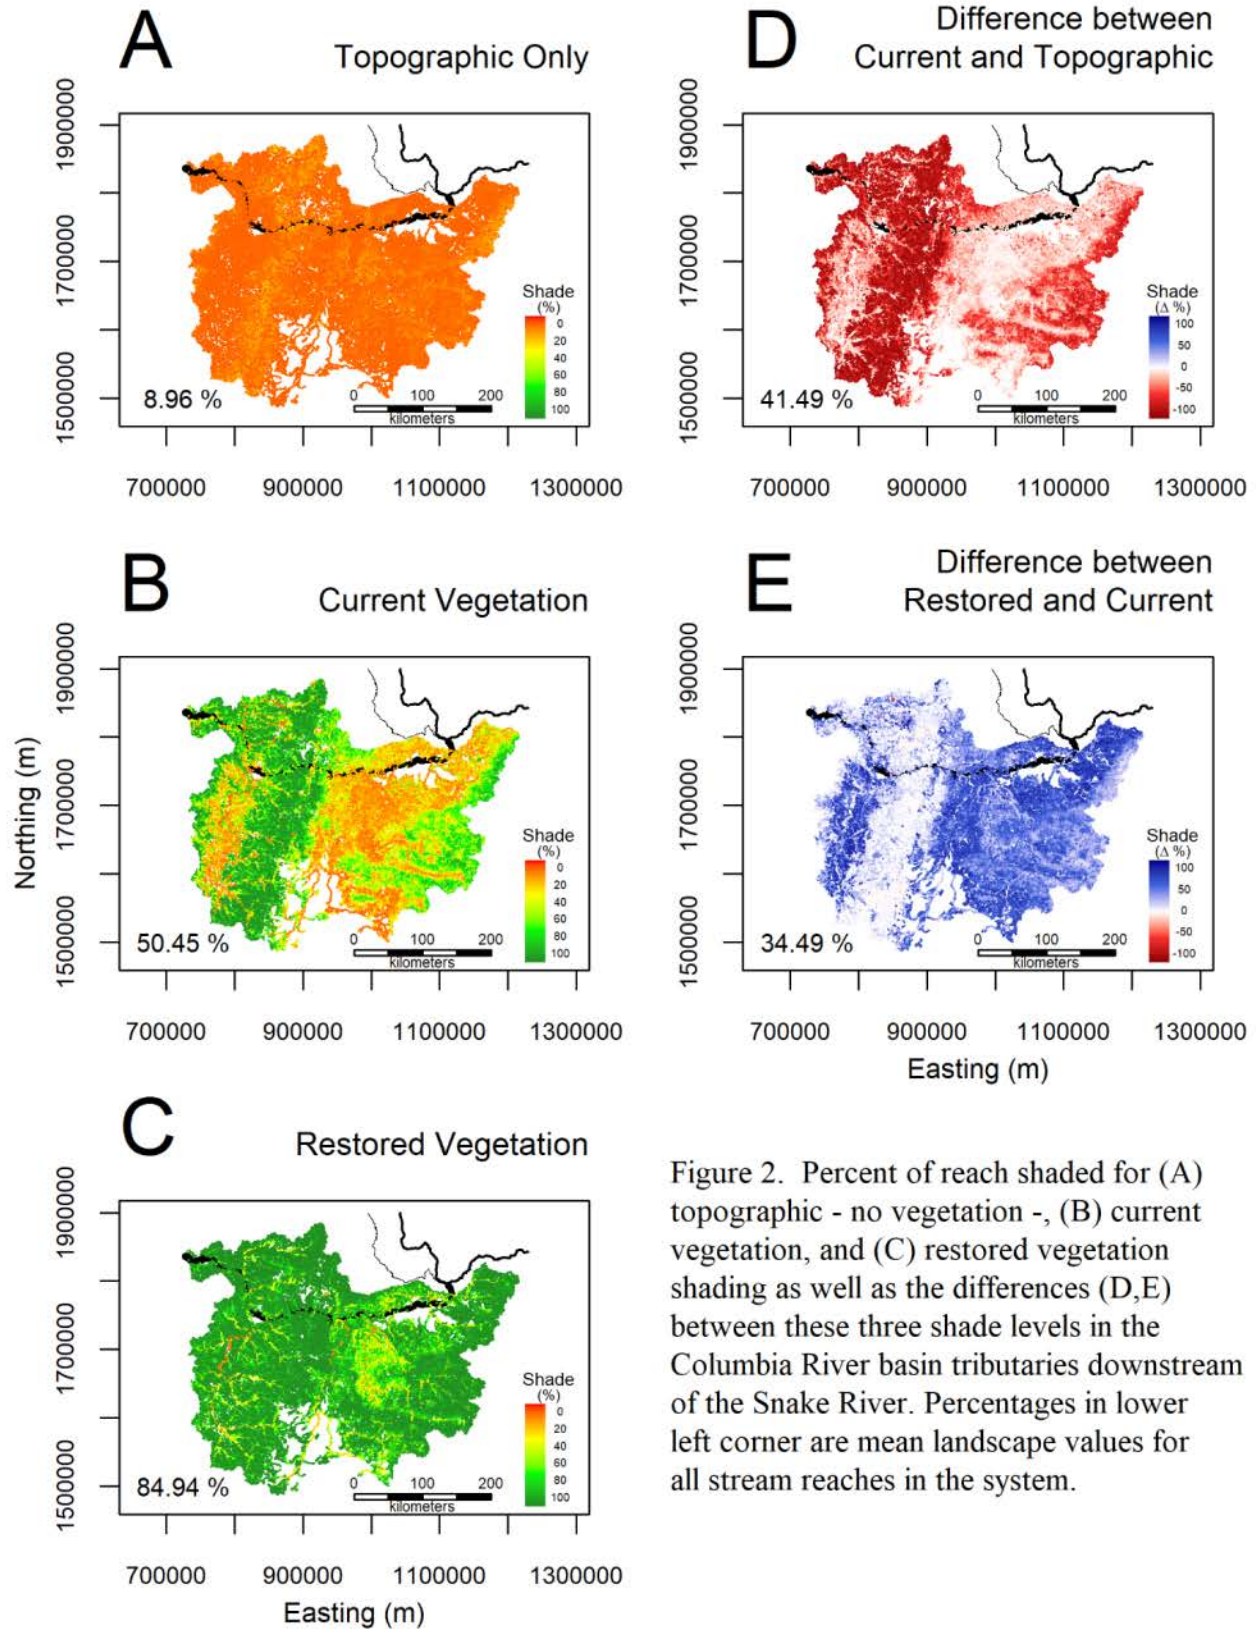 A
Topographic Only
1900000
1700000
1500000
Shade
(%)
0
20
40
60
80
100
8.96 %
0 100 200
kilometers
700000 900000 1100000 1300000
D
Difference between
Current and Topographic
1900000
1700000
1500000
Shade
(Δ %)
100
50
0
-50
-100
41.49 %
0 100 200
kilometers
700000 900000 1100000 1300000
B
Current Vegetation
Northing (m)
1900000
1700000
1500000
Shade
(%)
0
20
40
60
80
100
50.45 %
0 100 200
kilometers
700000 900000 1100000 1300000
E
Difference between
Restored and Current
1900000
1700000
1500000
Shade
(Δ %)
100
50
0
-50
-100
34.49 %
0 100 200
kilometers
700000 900000 1100000 1300000
Easting (m)
C
Restored Vegetation
1900000
1700000
1500000
Shade
(%)
0
20
40
60
80
100
84.94 %
0 100 200
kilometers
700000 900000 1100000 1300000
Easting (m)
Figure 2. Percent of reach shaded for (A)
topographic - no vegetation -, (B) current
vegetation, and (C) restored vegetation
shading as well as the differences (D,E)
between these three shade levels in the
Columbia River basin tributaries downstream
of the Snake River. Percentages in lower
left corner are mean landscape values for
all stream reaches in the system.